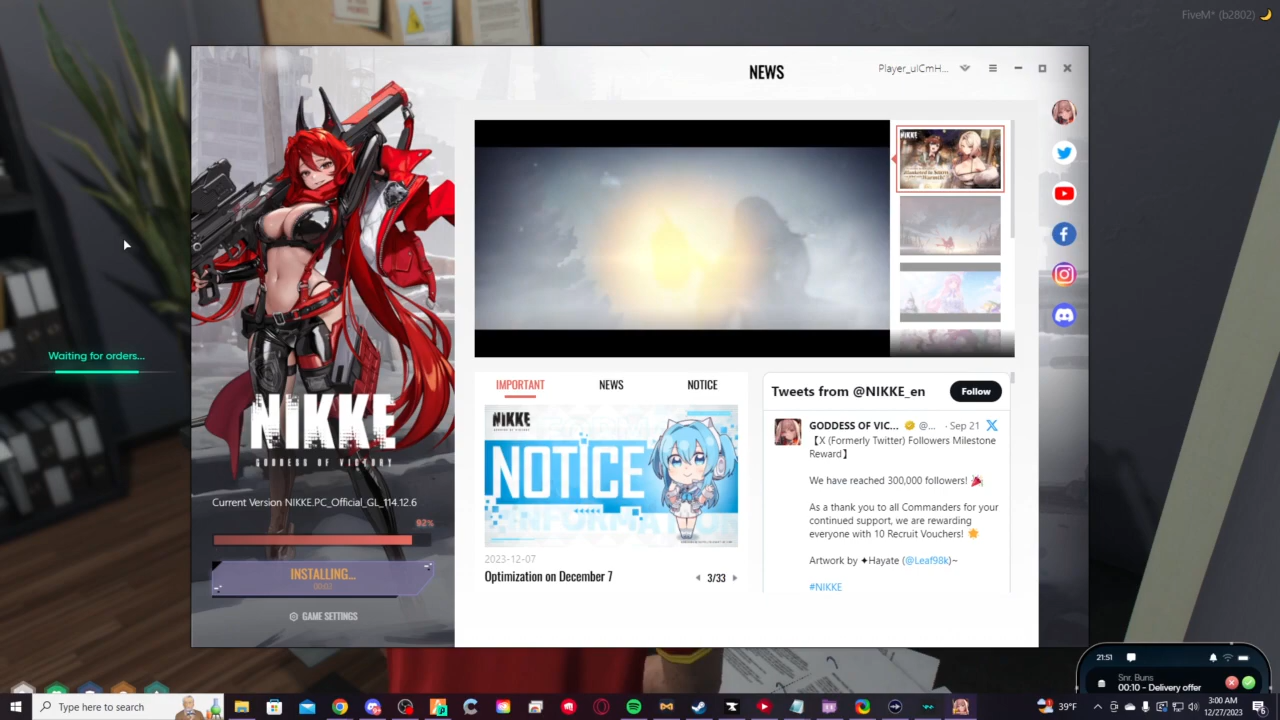 FiveM* (b2802)
NEWS
Player_uICmH...
NIKKE
Waiting for orders...
NIKKE
GODDESS OF VICTORY
Current Version NIKKE.PC_Official_GL_114.12.6
92%
INSTALLING...
GAME SETTINGS
IMPORTANT
NEWS
NOTICE
NIKKE
NOTICE
2023-12-07
Optimization on December 7
3/33
Tweets from @NIKKE_en
Follow
GODDESS OF VIC... @... · Sep 21
【X (Formerly Twitter) Followers Milestone
Reward】
We have reached 300,000 followers! 🎉
As a thank you to all Commanders for your
continued support, we are rewarding
everyone with 10 Recruit Vouchers! ⭐
Artwork by ✦Hayate (@Leaf98k)~
#NIKKE
21:51
Snr. Buns
00:10 - Delivery offer
Type here to search
39°F
3:00 AM
12/27/2023